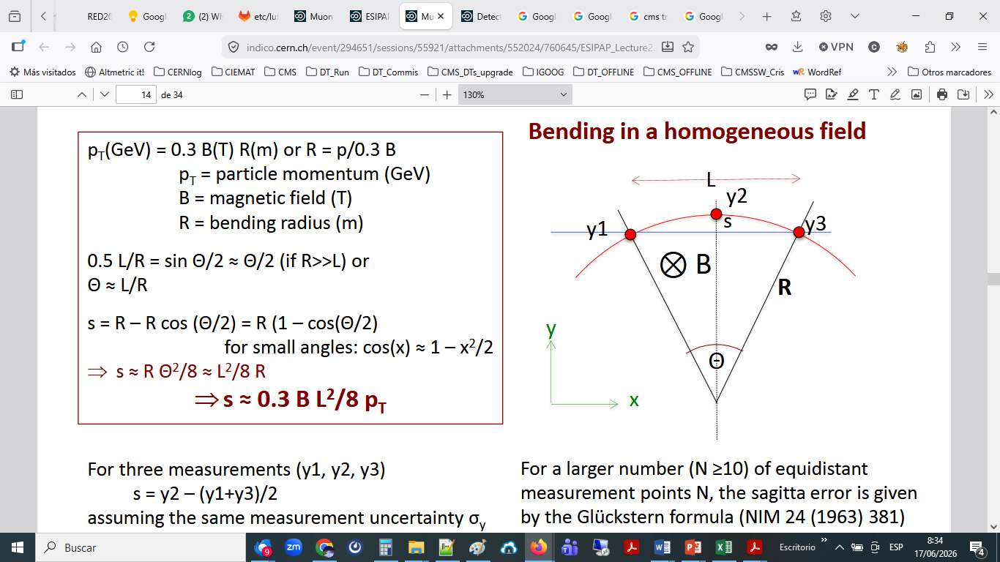 RED20
Googl
(2) Wh
etc/lut
Muon
ESIPAP
Mu
Detect
Googl
Googl
cms tr
Googl
indico.cern.ch/event/294651/sessions/55921/attachments/552024/760645/ESIPAP_Lecture2
VPN
Más visitados
Altmetric it!
CERNlog
CIEMAT
CMS
DT_Run
DT_Commis
CMS_DTs_upgrade
IGOOG
DT_OFFLINE
CMS_OFFLINE
CMSSW_Cris
WordRef
Otros marcadores
14 de 34
130%
pT(GeV) = 0.3 B(T) R(m) or R = p/0.3 B
pT = particle momentum (GeV)
B = magnetic field (T)
R = bending radius (m)
0.5 L/R = sin Θ/2 ≈ Θ/2 (if R>>L) or
Θ ≈ L/R
s = R – R cos (Θ/2) = R (1 – cos(Θ/2)
for small angles: cos(x) ≈ 1 – x²/2
⇒ s ≈ R Θ²/8 ≈ L²/8 R
⇒ s ≈ 0.3 B L²/8 pT
For three measurements (y1, y2, y3)
s = y2 – (y1+y3)/2
assuming the same measurement uncertainty σy
Bending in a homogeneous field
L
y2
s
y1
y3
B
R
y
Θ
x
For a larger number (N ≥10) of equidistant
measurement points N, the sagitta error is given
by the Glückstern formula (NIM 24 (1963) 381)
Buscar
9
zm
Escritorio
ESP
8:34
17/06/2026
4